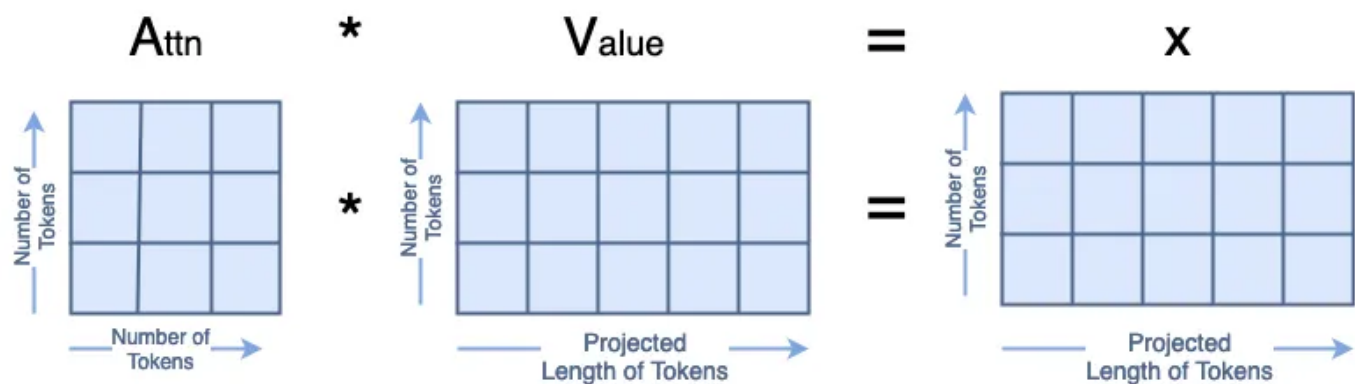 Attn * Value = x
Number of
Tokens
*
Number of
Tokens
=
Number of
Tokens
Number of
Tokens
Projected
Length of Tokens
Projected
Length of Tokens